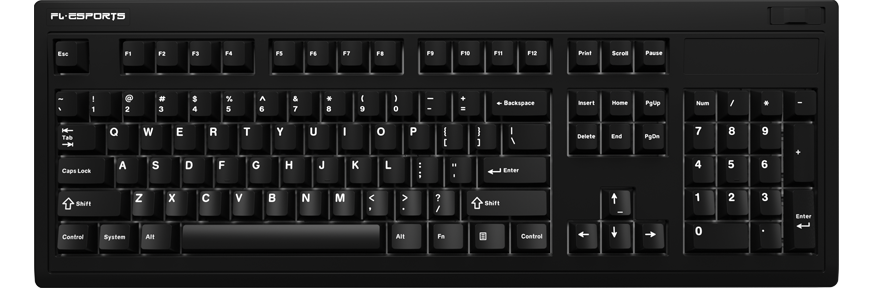 FL·ESPORTS
Esc F1 F2 F3 F4 F5 F6 F7 F8 F9 F10 F11 F12 Print Scroll Pause
~ ! @ # $ % ^ & * ( ) — +
` 1 2 3 4 5 6 7 8 9 0 - = ← Backspace Insert Home PgUp Num / * -
Tab Q W E R T Y U I O P { } |
[ ] \ Delete End PgDn 7 8 9
+
Caps Lock A S D F G H J K L : " Enter 4 5 6
; '
Shift Z X C V B N M < > ? Shift ↑ 1 2 3
, . /
Enter
Control System Alt Alt Fn Control ← ↓ → 0 .